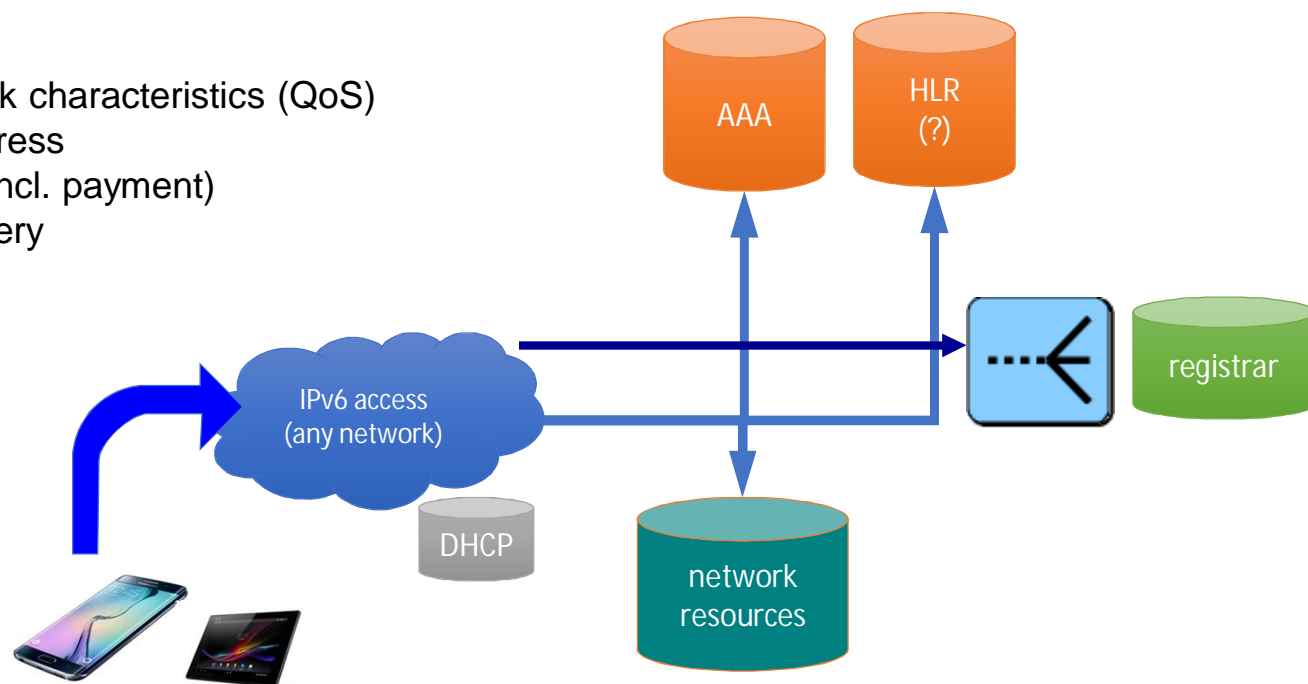 k characteristics (QoS)
ress
ncl. payment)
ery
AAA
HLR
(?)
registrar
IPv6 access
(any network)
DHCP
network
resources